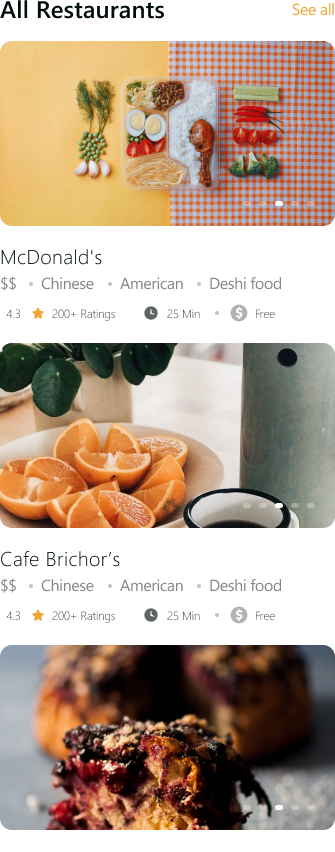 All Restaurants See all
McDonald's
$$ • Chinese • American • Deshi food
4.3 200+ Ratings 25 Min • $ Free
Cafe Brichor’s
$$ • Chinese • American • Deshi food
4.3 200+ Ratings 25 Min • $ Free